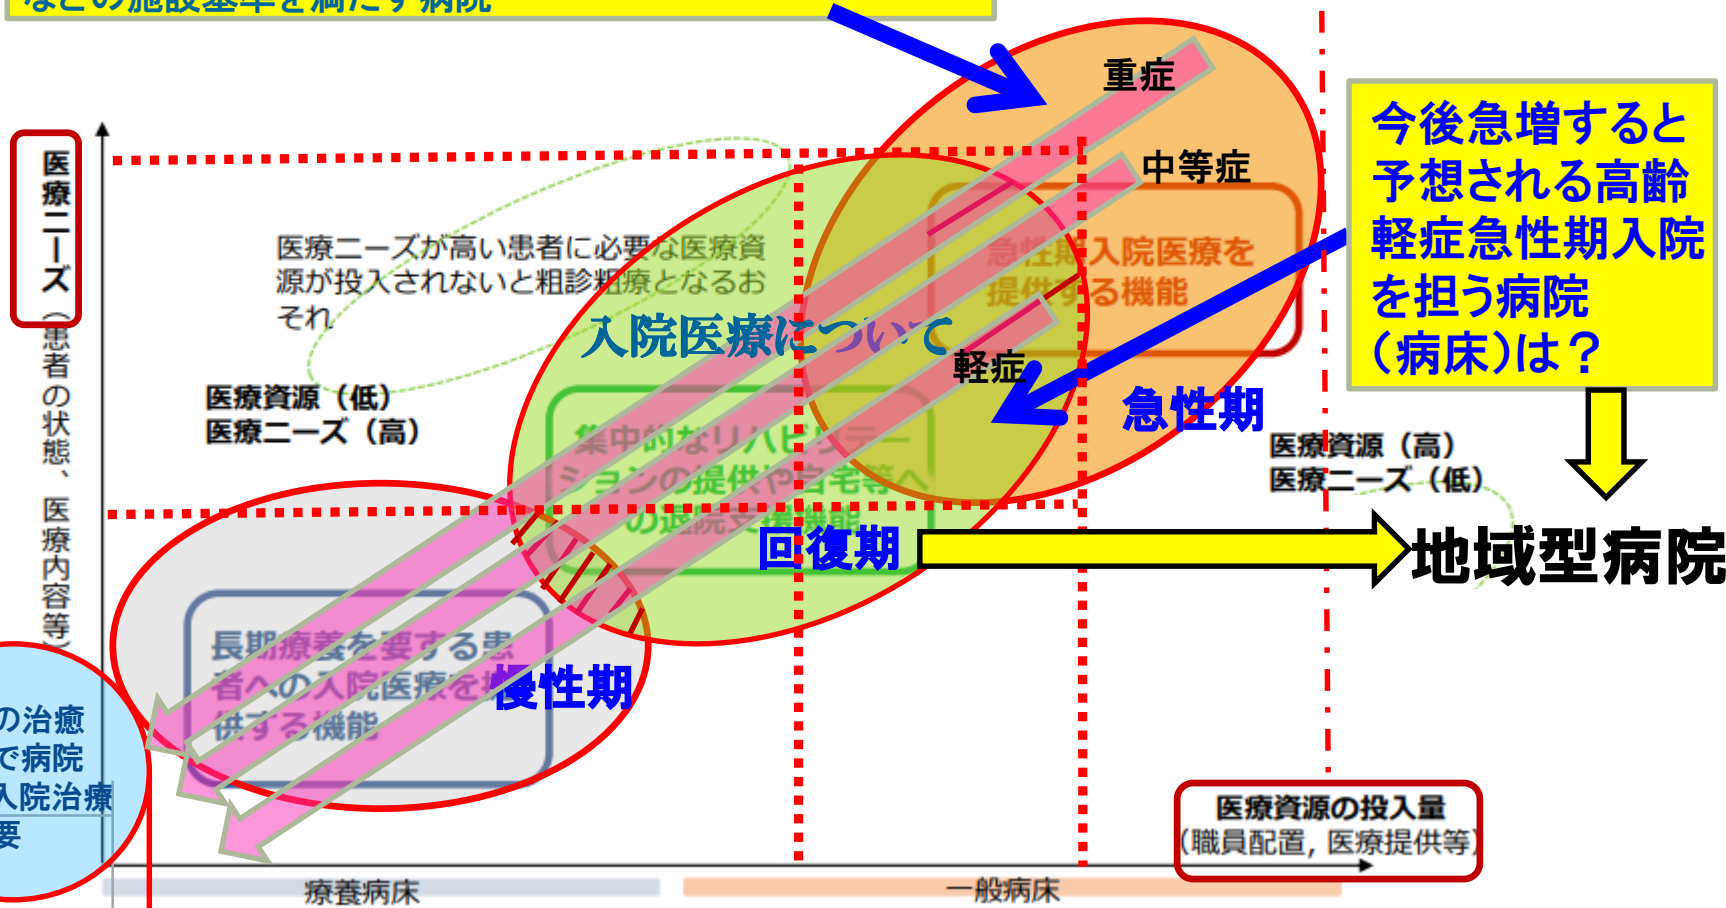 などの施設基準を満たす病院
重症
中等症
今後急増すると
予想される高齢
軽症急性期入院
を担う病院
（病床）は？
医療ニーズ（患者の状態、医療内容等）
医療ニーズが高い患者に必要な医療資
源が投入されないと粗診粗療となるお
それ
急性期入院医療を
提供する機能
入院医療について
軽症
医療資源（低）
医療ニーズ（高）
急性期
集中的なリハビリテー
ションの提供や自宅等へ
の退院支援機能
医療資源（高）
医療ニーズ（低）
回復期
地域型病院
長期療養を要する患
者への入院医療を提
供する機能
慢性期
の治癒
で病院
入院治療
要
医療資源の投入量
（職員配置, 医療提供等）
療養病床
一般病床